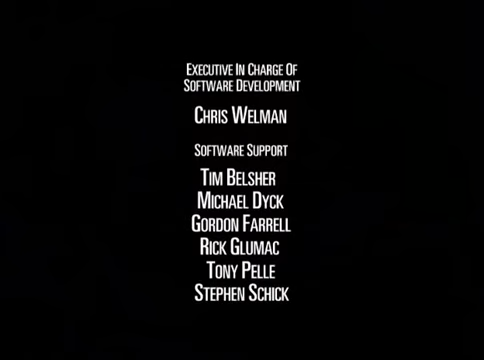 Executive In Charge Of
Software Development
Chris Welman
Software Support
Tim Belsher
Michael Dyck
Gordon Farrell
Rick Glumac
Tony Pelle
Stephen Schick